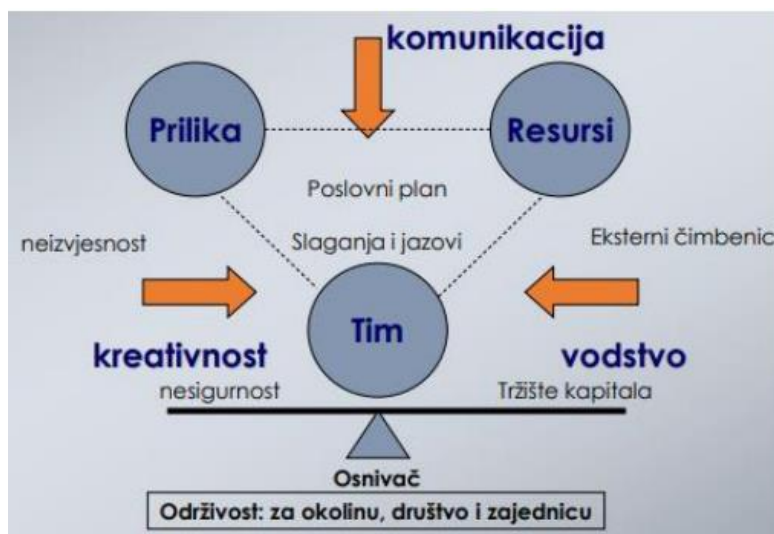 komunikacija
Prilika
Resursi
Poslovni plan
neizvjesnost
Slaganja i jazovi
Eksterni čimbenic
Tim
kreativnost
vodstvo
nesigurnost
Tržište kapitala
Osnivač
Održivost: za okolinu, društvo i zajednicu